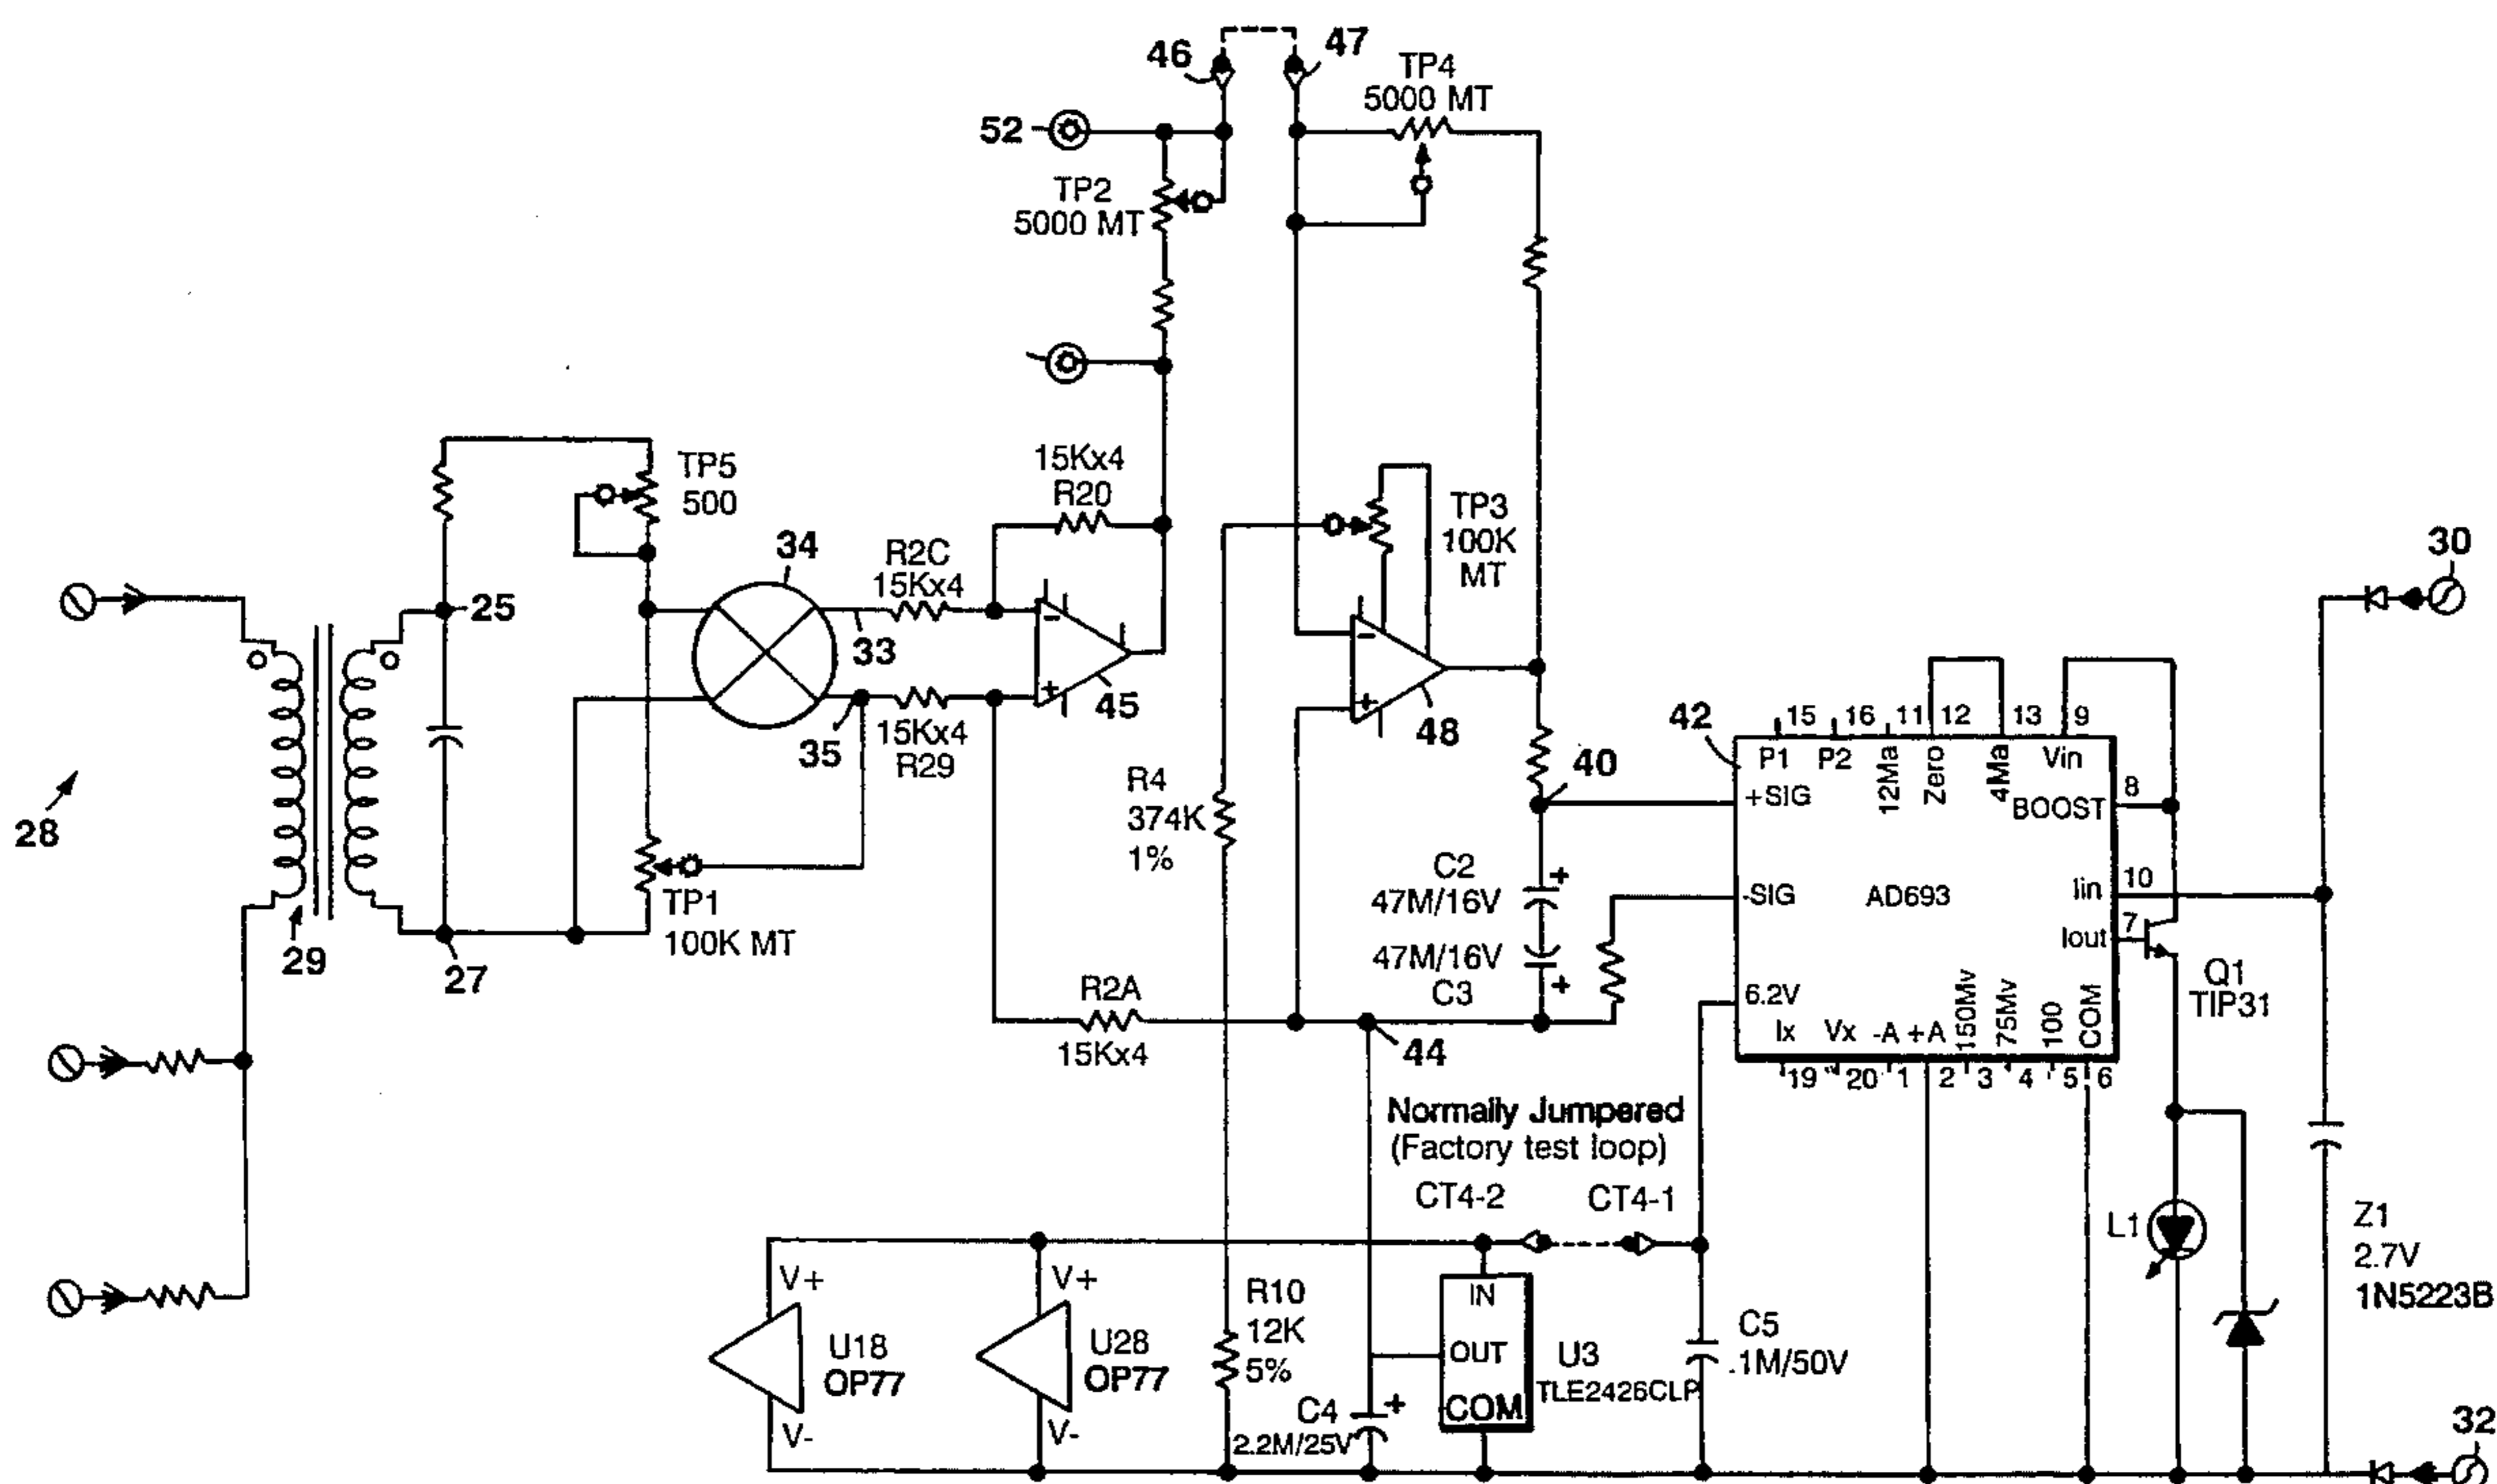 46
47
TP4
5000 MT
52
TP2
5000 MT
15Kx4
R20
TP5
500
34
R2C
15Kx4
TP3
100K
MT
30
25
33
45
35
15Kx4
R29
48
42
15
16
11
12
13
9
P1
P2
12Ma
Zero
4Ma
Vin
40
+SIG
BOOST
8
28
R4
374K
1%
C2
47M/16V
+
-SIG
AD693
Iin
10
TP1
100K MT
29
27
47M/16V
C3
+
Iout
7
Q1
TIP31
R2A
15Kx4
44
6.2V
Ix
Vx
-A
+A
150Mv
75Mv
100
COM
19
20
1
2
3
4
5
6
Normally Jumpered
(Factory test loop)
CT4-2
CT4-1
L1
Z1
2.7V
1N5223B
V+
V+
IN
R10
12K
5%
U18
OP77
U28
OP77
OUT
U3
TLE2426CLP
C5
.1M/50V
COM
C4
+
2.2M/25V
V-
V-
32